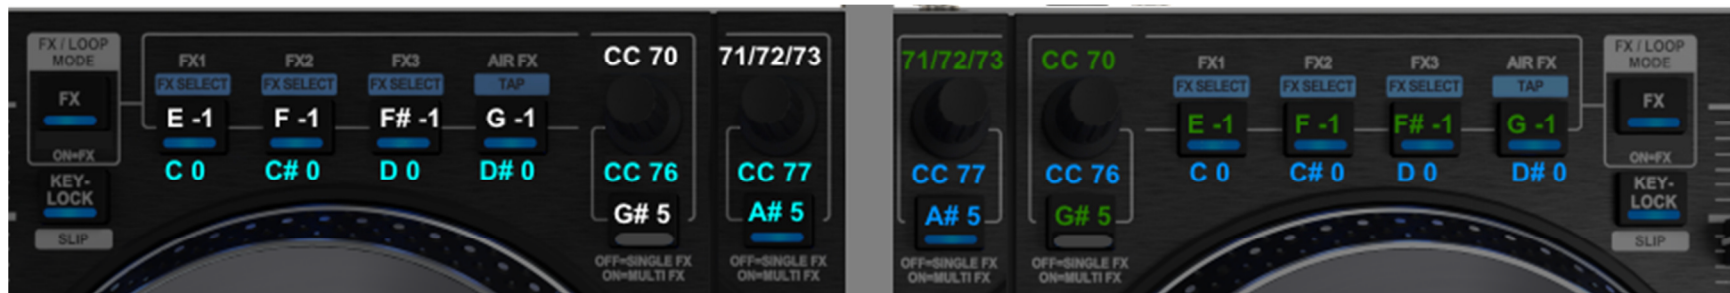 FX / LOOP
MODE
FX
ON=FX
KEY-
LOCK
SLIP
FX1 FX2 FX3 AIR FX
FX SELECT FX SELECT FX SELECT TAP
E -1 F -1 F# -1 G -1
C 0 C# 0 D 0 D# 0
CC 70
CC 76
G# 5
OFF=SINGLE FX
ON=MULTI FX
71/72/73
CC 77
A# 5
OFF=SINGLE FX
ON=MULTI FX
71/72/73
CC 77
A# 5
OFF=SINGLE FX
ON=MULTI FX
CC 70
CC 76
G# 5
OFF=SINGLE FX
ON=MULTI FX
FX1 FX2 FX3 AIR FX
FX SELECT FX SELECT FX SELECT TAP
E -1 F -1 F# -1 G -1
C 0 C# 0 D 0 D# 0
FX / LOOP
MODE
FX
ON=FX
KEY-
LOCK
SLIP